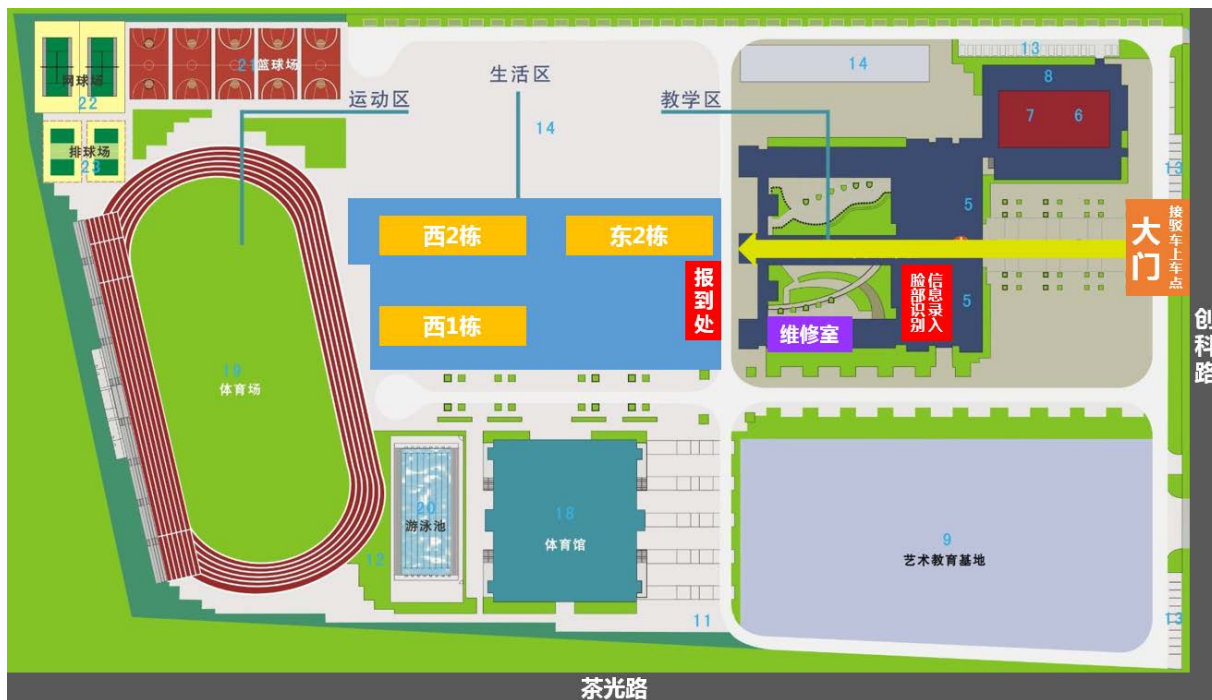 13
14
8
生活区
21 篮球场
网球场
22
运动区
教学区
7
6
14
排球场
23
13
5
接驳车上车点
大门
西2栋
东2栋
报到处
信息录入
脸部识别
5
西1栋
维修室
创科路
19
体育场
20
游泳池
18
体育馆
9
艺术教育基地
12
11
13
茶光路